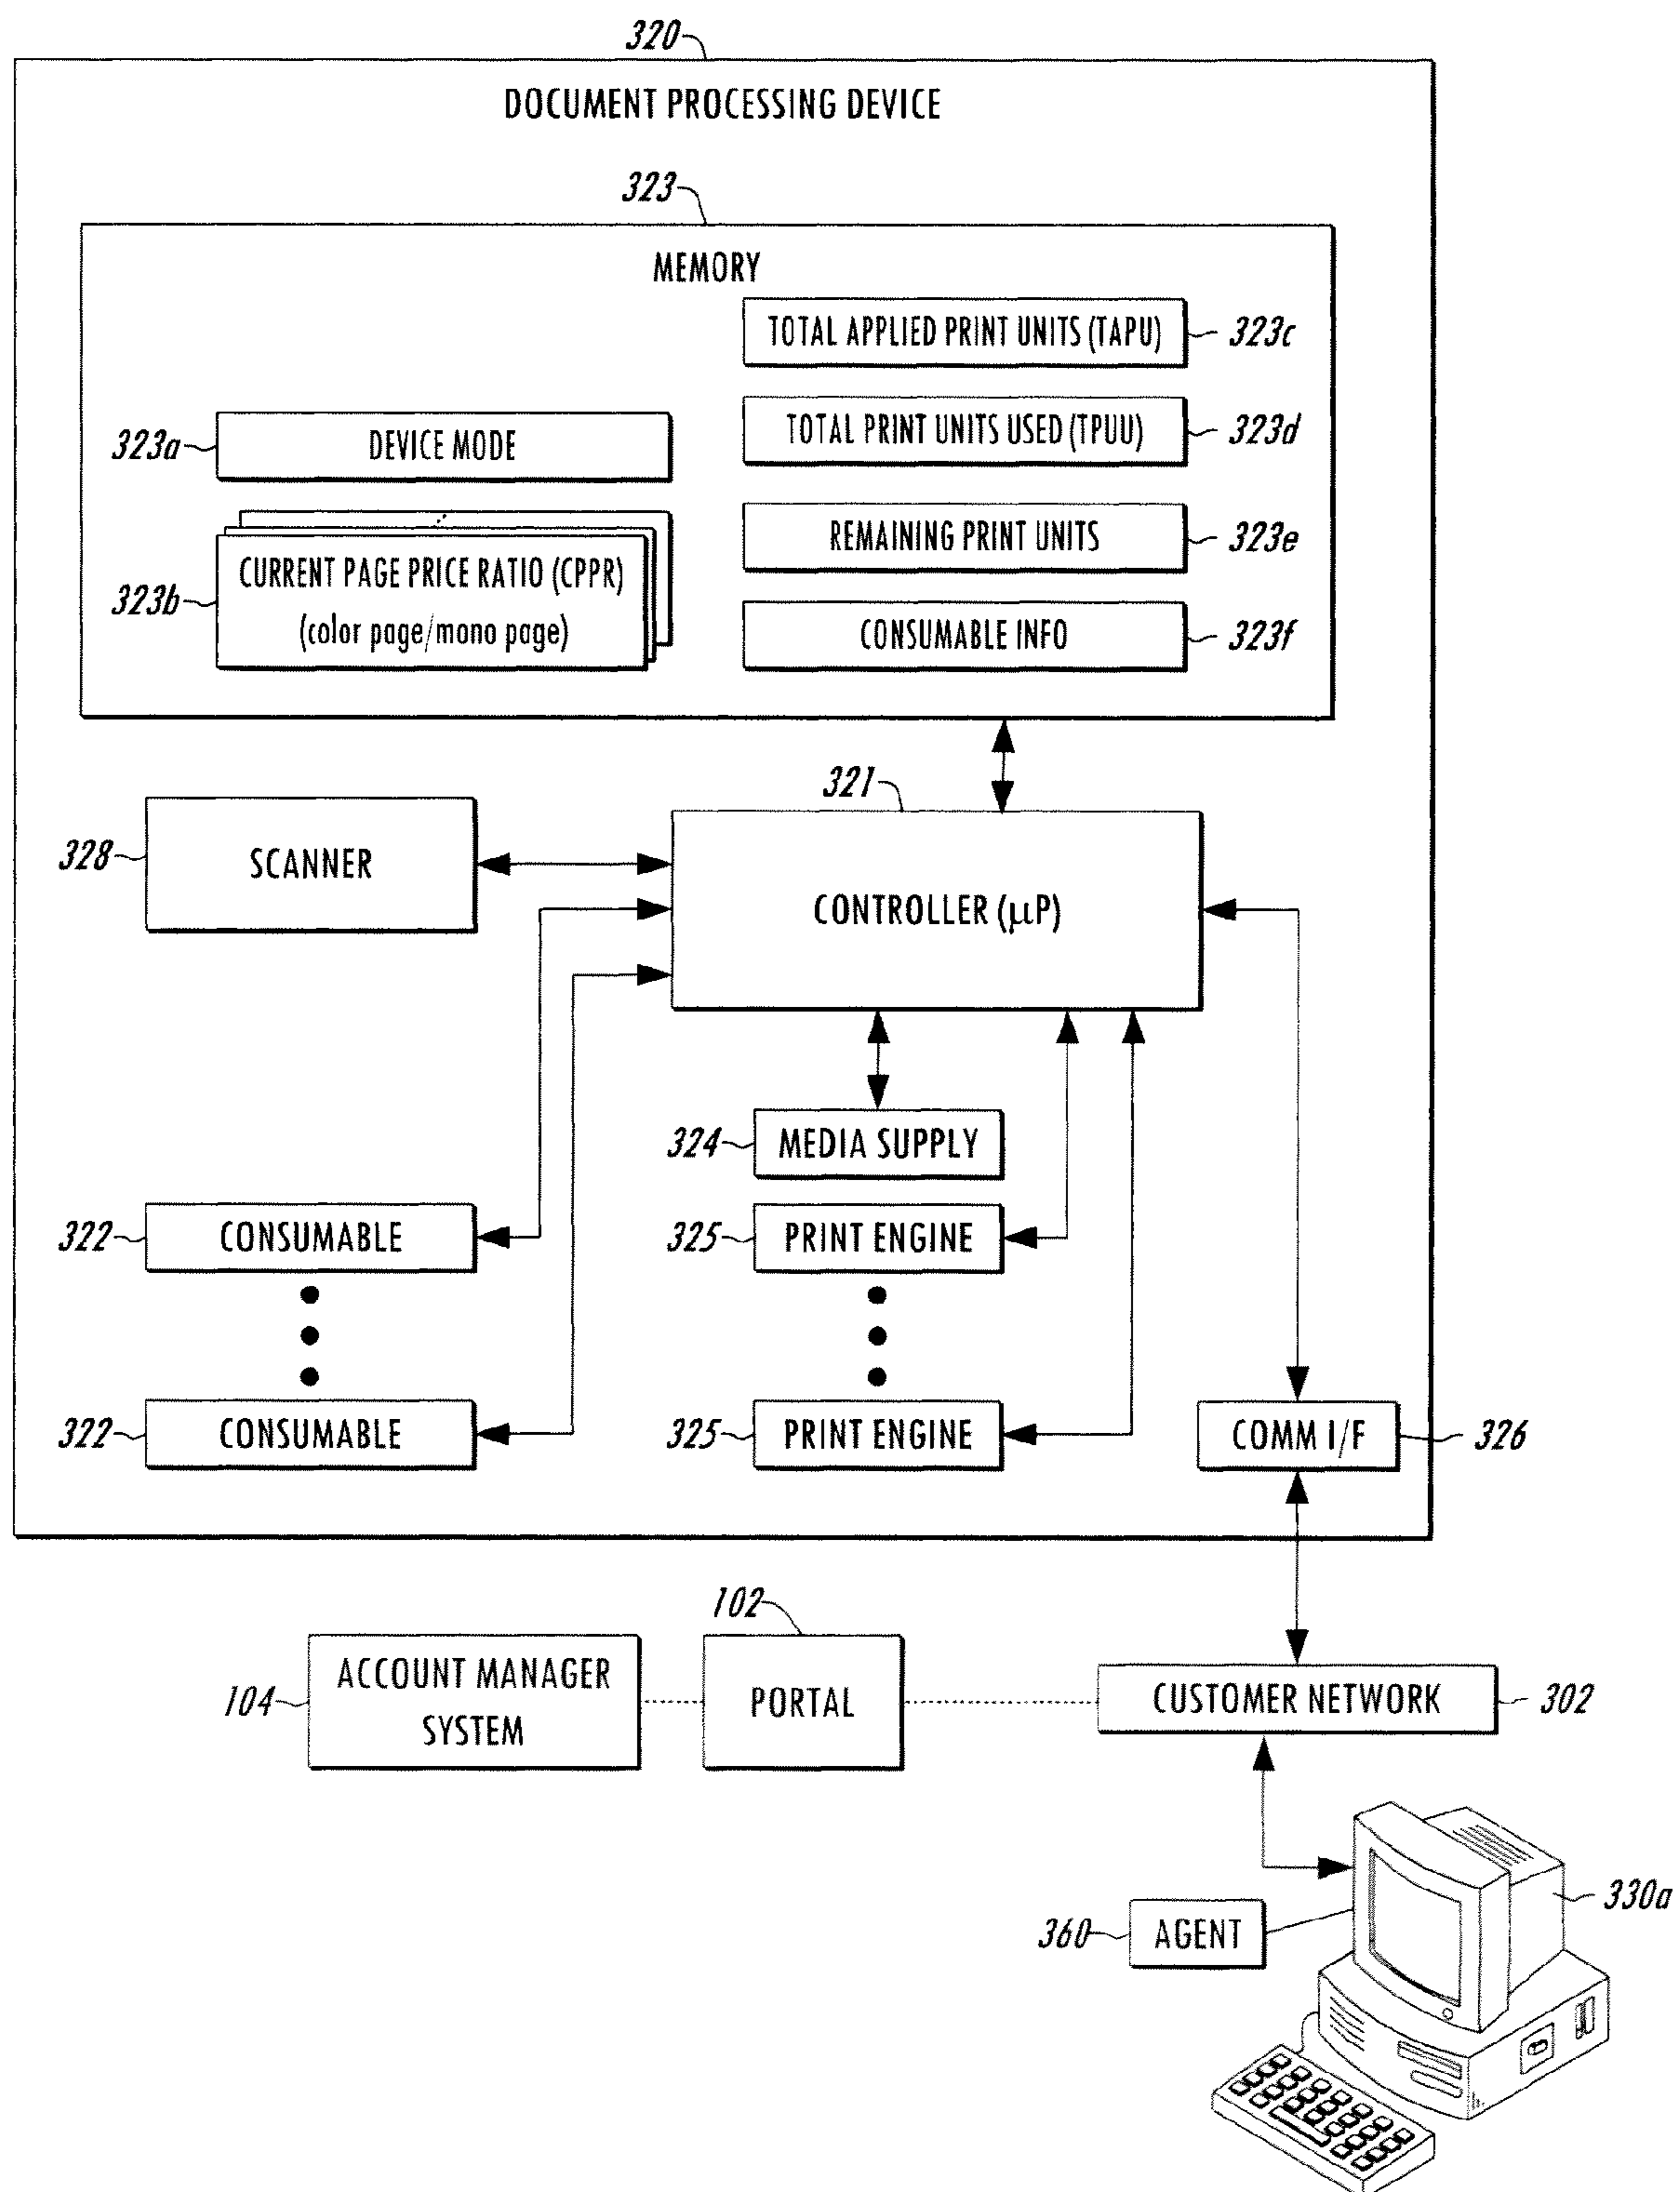 320
DOCUMENT PROCESSING DEVICE
323
MEMORY
TOTAL APPLIED PRINT UNITS (TAPU)
323c
323a
DEVICE MODE
TOTAL PRINT UNITS USED (TPUU)
323d
REMAINING PRINT UNITS
323e
323b
CURRENT PAGE PRICE RATIO (CPPR)
(color page/mono page)
CONSUMABLE INFO
323f
321
328
SCANNER
CONTROLLER (μP)
324
MEDIA SUPPLY
322
CONSUMABLE
325
PRINT ENGINE
322
CONSUMABLE
325
PRINT ENGINE
COMM I/F
326
102
104
ACCOUNT MANAGER
SYSTEM
PORTAL
CUSTOMER NETWORK
302
330a
360
AGENT